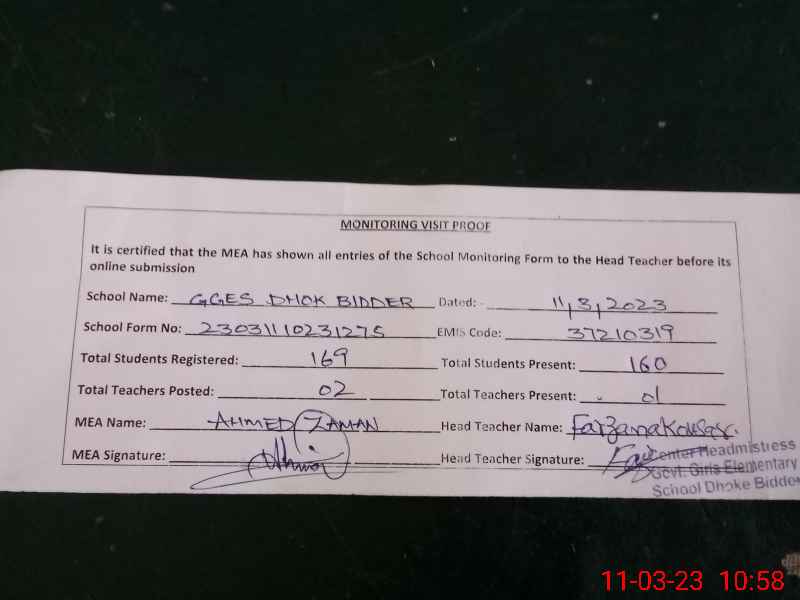 MONITORING VISIT PROOF
It is certified that the MEA has shown all entries of the School Monitoring Form to the Head Teacher before its
online submission
School Name: GGES DHOK BIDDER Dated: 11,3,2023
School Form No: 23031110231275 EMIS Code: 37210319
Total Students Registered: 169 Total Students Present: 160
Total Teachers Posted: 02 Total Teachers Present: 01
MEA Name: AHMED ZAMAN Head Teacher Name: Farzana Kousar.
MEA Signature: Head Teacher Signature:
Center Headmistress
Govt. Girls Elementary
School Dhoke Bidder
11-03-23 10:58